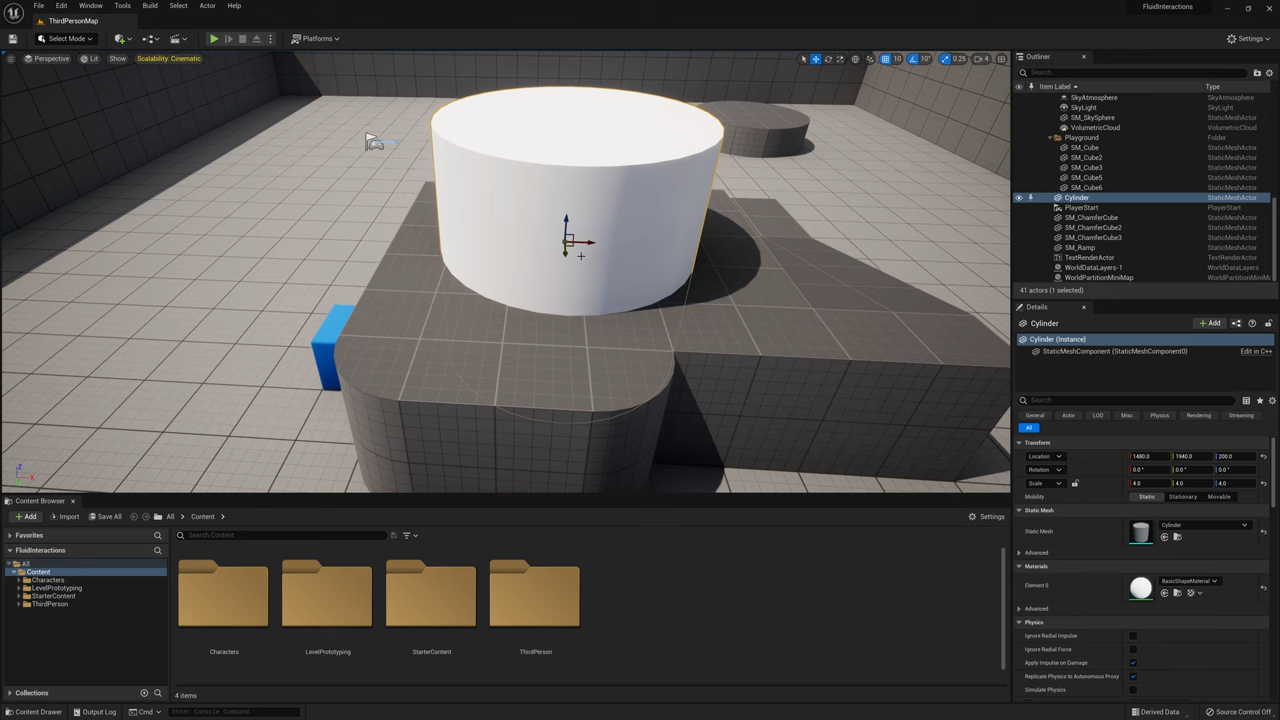 File Edit Window Tools Build Select Actor Help
FluidInteractions
ThirdPersonMap
Select Mode
Platforms
Settings
Perspective Lit Show Scalability: Cinematic
10 10° 0.25 4
Outliner
Search...
Item Label Type
SkyAtmosphere SkyAtmosphere
SkyLight SkyLight
SM_SkySphere StaticMeshActor
VolumetricCloud VolumetricCloud
Playground Folder
SM_Cube StaticMeshActor
SM_Cube2 StaticMeshActor
SM_Cube3 StaticMeshActor
SM_Cube5 StaticMeshActor
SM_Cube6 StaticMeshActor
Cylinder StaticMeshActor
PlayerStart PlayerStart
SM_ChamferCube StaticMeshActor
SM_ChamferCube2 StaticMeshActor
SM_ChamferCube3 StaticMeshActor
SM_Ramp StaticMeshActor
TextRenderActor TextRenderActor
WorldDataLayers-1 WorldDataLayers
WorldPartitionMiniMap WorldPartitionMiniM
41 actors (1 selected)
Details
Cylinder
Add
Cylinder (Instance)
StaticMeshComponent (StaticMeshComponent0) Edit in C++
Search
General Actor LOD Misc Physics Rendering Streaming
All
Transform
Location 1480.0 1940.0 200.0
Rotation 0.0° 0.0° 0.0°
Scale 4.0 4.0 4.0
Mobility Static Stationary Movable
Static Mesh
Static Mesh Cylinder
Advanced
Materials
Element 0 BasicShapeMaterial
Advanced
Physics
Ignore Radial Impulse
Ignore Radial Force
Apply Impulse on Damage
Replicate Physics to Autonomous Proxy
Simulate Physics
Z
X
Content Browser
Add Import Save All All Content Settings
Favorites
Search Content
FluidInteractions
All
Content
Characters
LevelPrototyping
StarterContent
ThirdPerson
Characters LevelPrototyping StarterContent ThirdPerson
Collections
4 items
Content Drawer Output Log Cmd Enter Console Command Derived Data Source Control Off